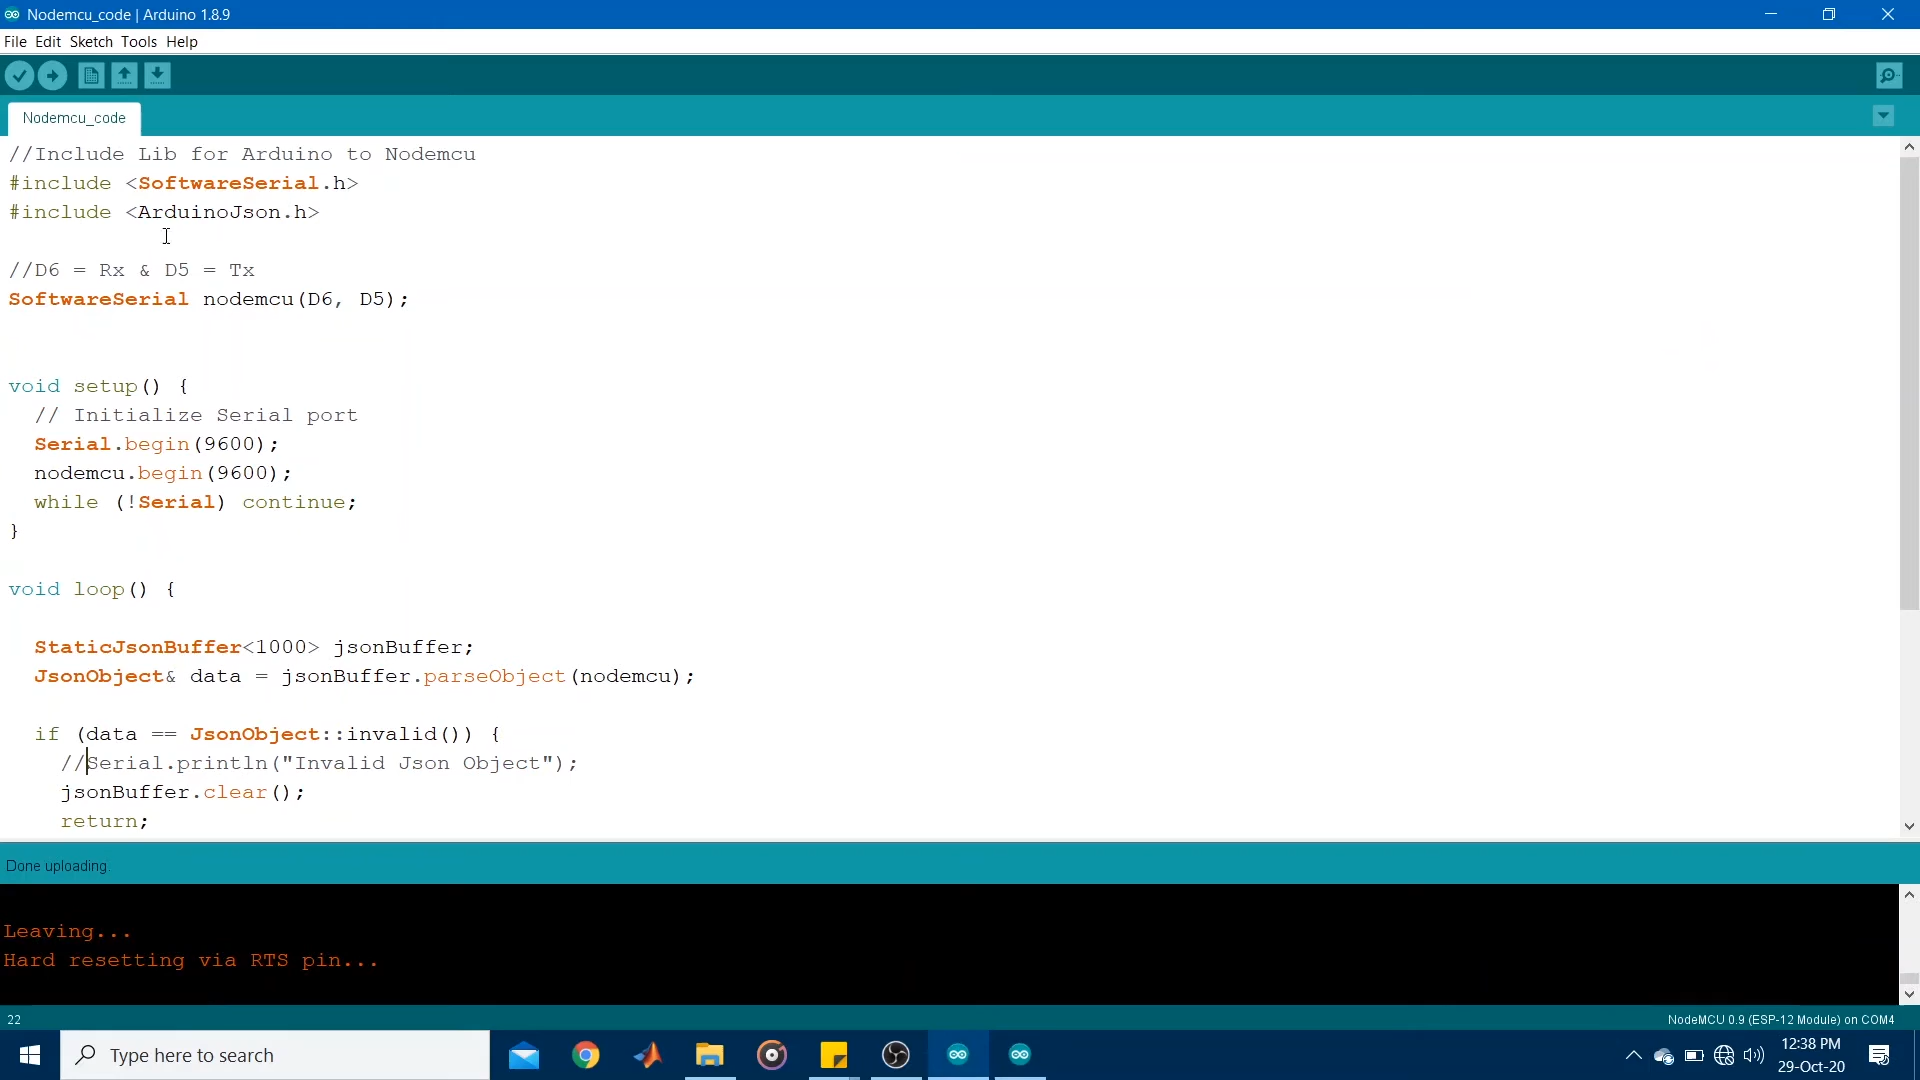 Nodemcu_code | Arduino 1.8.9
File Edit Sketch Tools Help
Nodemcu_code
//Include Lib for Arduino to Nodemcu
#include <SoftwareSerial.h>
#include <ArduinoJson.h>
//D6 = Rx & D5 = Tx
SoftwareSerial nodemcu(D6, D5);
void setup() {
// Initialize Serial port
Serial.begin(9600);
nodemcu.begin(9600);
while (!Serial) continue;
}
void loop() {
StaticJsonBuffer<1000> jsonBuffer;
JsonObject& data = jsonBuffer.parseObject(nodemcu);
if (data == JsonObject::invalid()) {
//Serial.println("Invalid Json Object");
jsonBuffer.clear();
return;
Done uploading.
Leaving...
Hard resetting via RTS pin...
22
NodeMCU 0.9 (ESP-12 Module) on COM4
Type here to search
12:38 PM
29-Oct-20